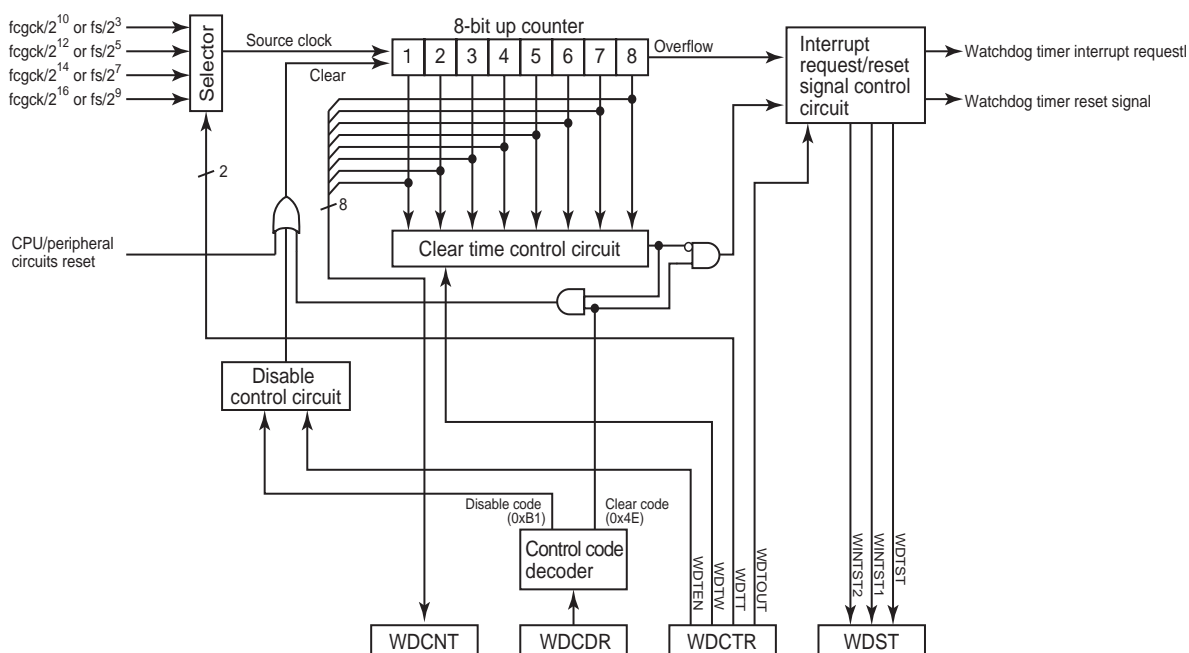 fcgck/2^10 or fs/2^3
fcgck/2^12 or fs/2^5
fcgck/2^14 or fs/2^7
fcgck/2^16 or fs/2^9
Selector
Source clock
Clear
8-bit up counter
1 2 3 4 5 6 7 8
Overflow
Interrupt
request/reset
signal control
circuit
Watchdog timer interrupt requestl
Watchdog timer reset signal
2
8
CPU/peripheral
circuits reset
Clear time control circuit
Disable
control circuit
Disable code
(0xB1)
Clear code
(0x4E)
Control code
decoder
WDTEN
WDTW
WDTT
WDTOUT
WINTST2
WINTST1
WDTST
WDCNT
WDCDR
WDCTR
WDST